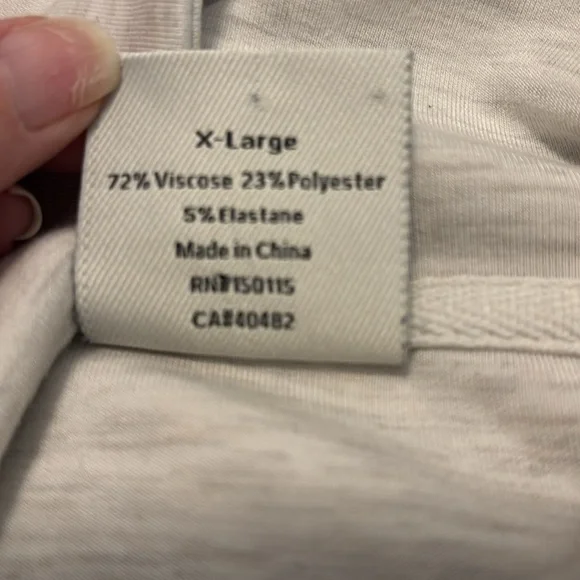 X-Large
72% Viscose 23% Polyester
5% Elastane
Made in China
RN#150115
CA#40482